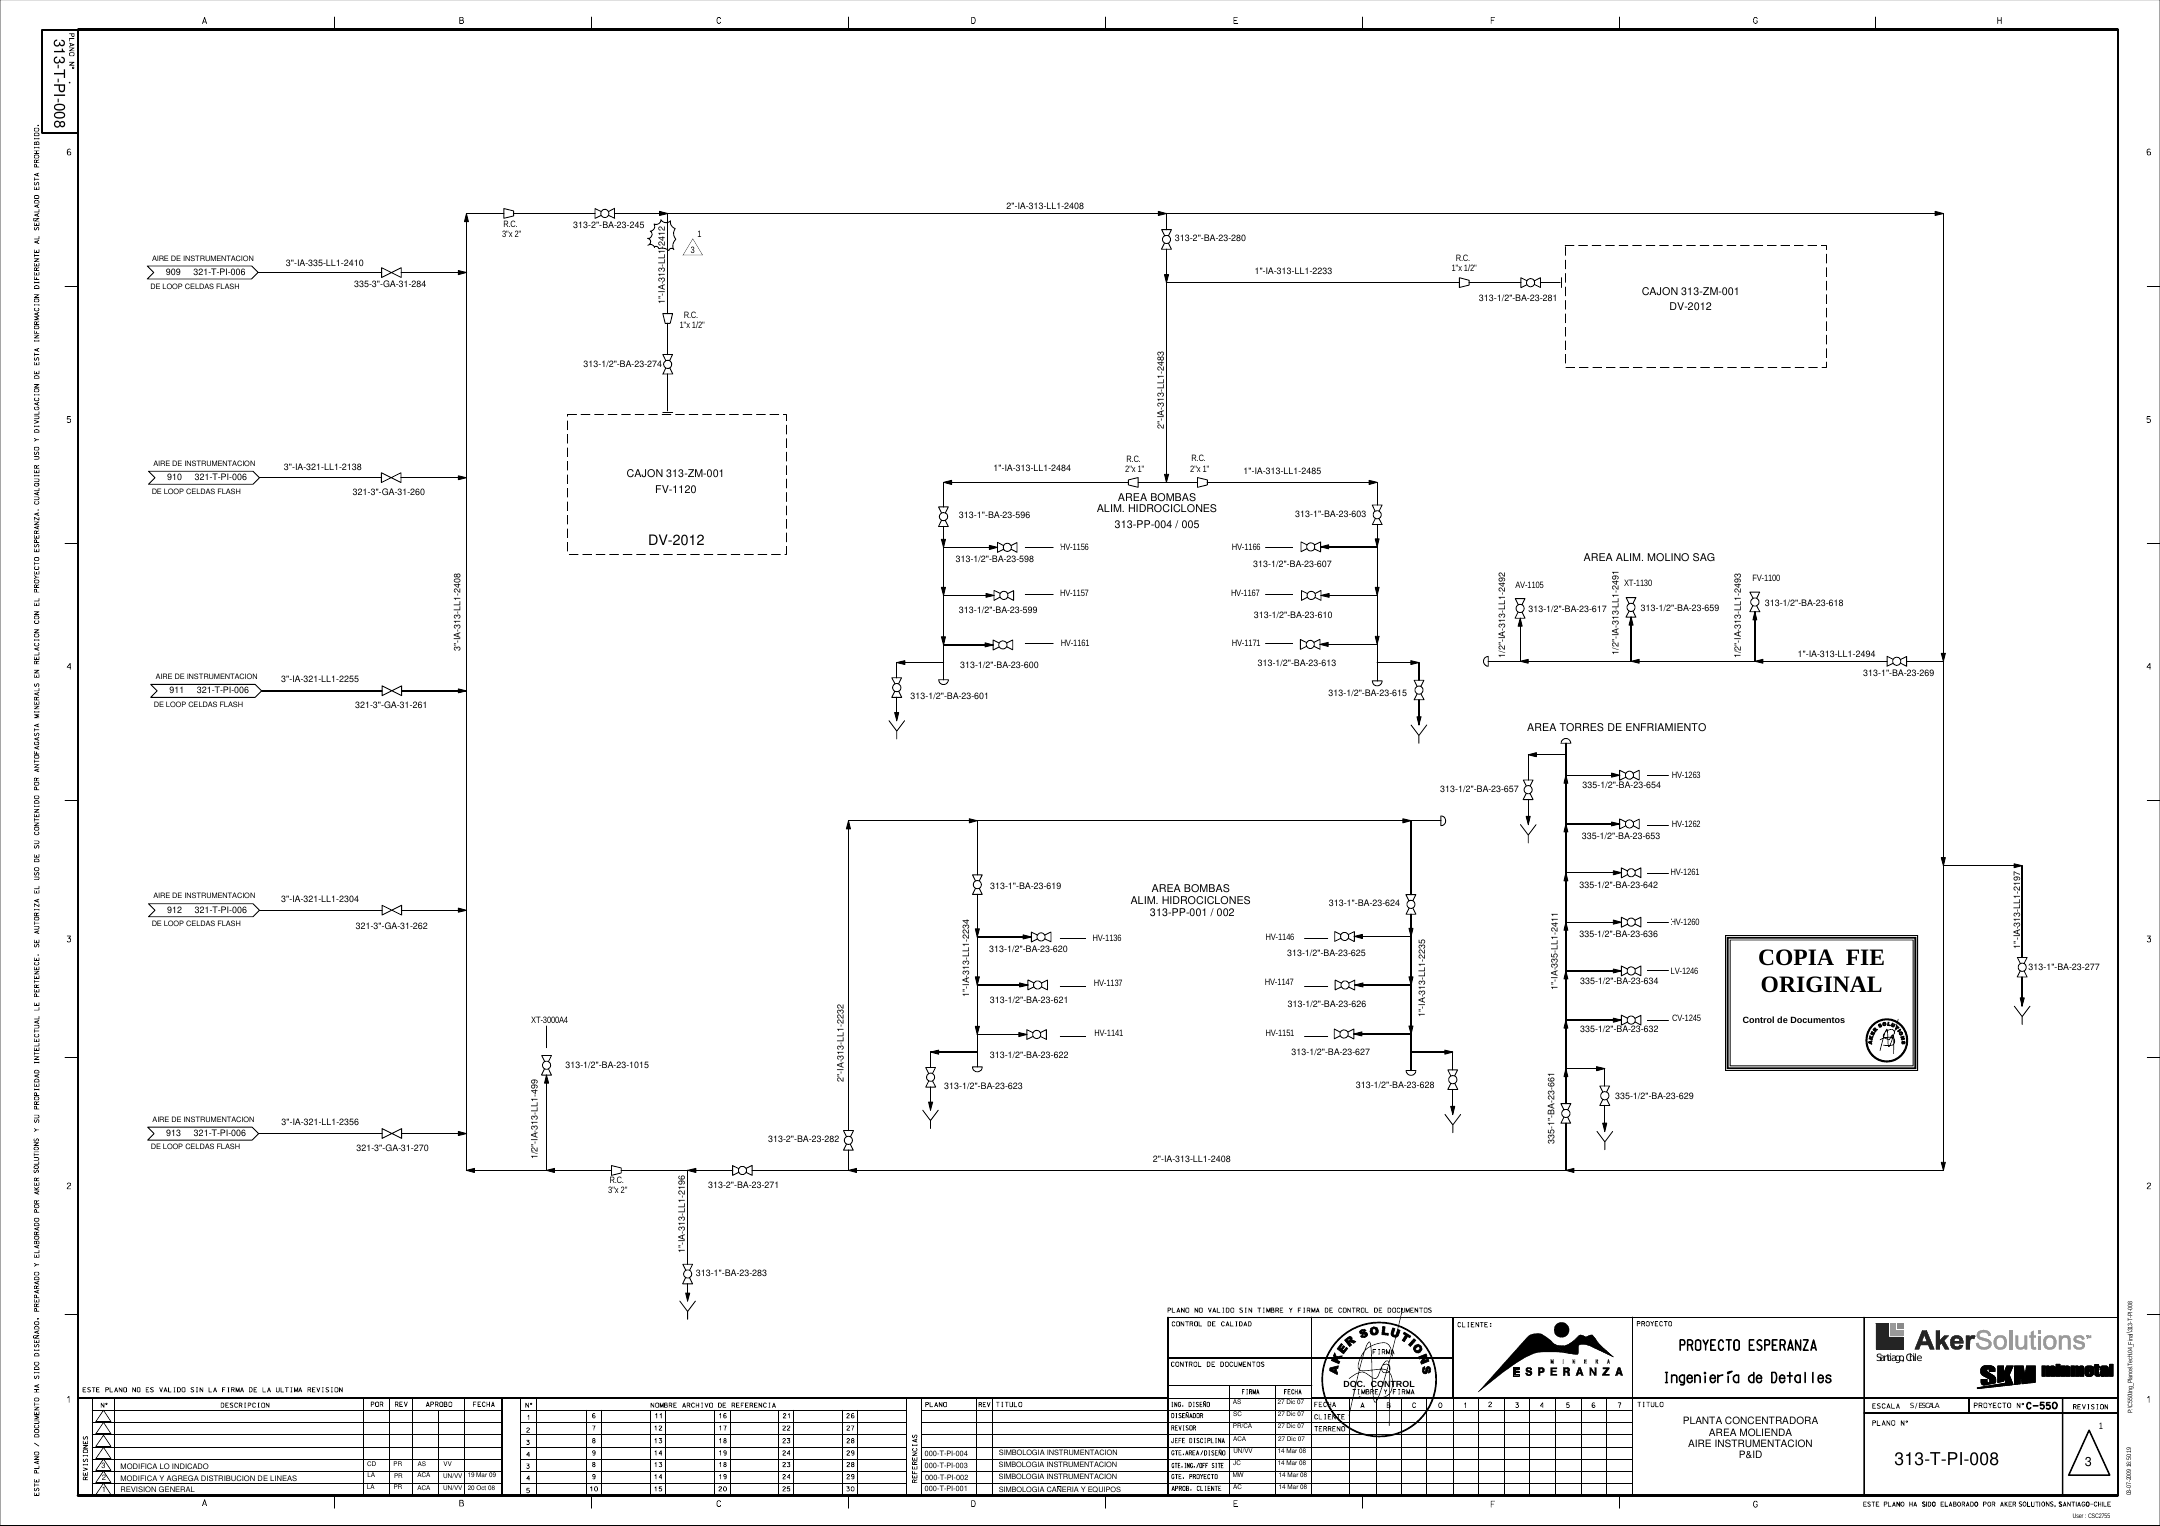 A B C D E F G H
PLANO N°
313-T-PI-008
ESTE PLANO / DOCUMENTO HA SIDO DISEÑADO, PREPARADO Y ELABORADO POR AKER SOLUTIONS Y SU PROPIEDAD INTELECTUAL LE PERTENECE. SE AUTORIZA EL USO DE SU CONTENIDO POR ANTOFAGASTA MINERALS EN RELACION CON EL PROYECTO ESPERANZA. CUALQUIER USO Y DIVULGACION DE ESTA INFORMACION DIFERENTE AL SEÑALADO ESTA PROHIBIDO.
6
5
4
3
2
1
6
5
4
3
2
1
R.C.
3"x 2"
313-2"-BA-23-245
1
3
1"-IA-313-LL1-2412
2"-IA-313-LL1-2408
313-2"-BA-23-280
1"-IA-313-LL1-2233
R.C.
1"x 1/2"
313-1/2"-BA-23-281
CAJON 313-ZM-001
DV-2012
AIRE DE INSTRUMENTACION
909 321-T-PI-006
DE LOOP CELDAS FLASH
3"-IA-335-LL1-2410
335-3"-GA-31-284
R.C.
1"x 1/2"
313-1/2"-BA-23-274
CAJON 313-ZM-001
FV-1120
DV-2012
AIRE DE INSTRUMENTACION
910 321-T-PI-006
DE LOOP CELDAS FLASH
3"-IA-321-LL1-2138
321-3"-GA-31-260
2"-IA-313-LL1-2483
R.C.
2"x 1"
R.C.
2"x 1"
1"-IA-313-LL1-2484
1"-IA-313-LL1-2485
AREA BOMBAS
ALIM. HIDROCICLONES
313-PP-004 / 005
313-1"-BA-23-596
HV-1156
313-1/2"-BA-23-598
HV-1157
313-1/2"-BA-23-599
HV-1161
313-1/2"-BA-23-600
313-1/2"-BA-23-601
313-1"-BA-23-603
HV-1166
313-1/2"-BA-23-607
HV-1167
313-1/2"-BA-23-610
HV-1171
313-1/2"-BA-23-613
313-1/2"-BA-23-615
AREA ALIM. MOLINO SAG
1/2"-IA-313-LL1-2492
AV-1105
313-1/2"-BA-23-617
1/2"-IA-313-LL1-2491
XT-1130
313-1/2"-BA-23-659
1/2"-IA-313-LL1-2493
FV-1100
313-1/2"-BA-23-618
1"-IA-313-LL1-2494
313-1"-BA-23-269
3"-IA-313-LL1-2408
AIRE DE INSTRUMENTACION
911 321-T-PI-006
DE LOOP CELDAS FLASH
3"-IA-321-LL1-2255
321-3"-GA-31-261
AREA TORRES DE ENFRIAMIENTO
313-1/2"-BA-23-657
HV-1263
335-1/2"-BA-23-654
HV-1262
335-1/2"-BA-23-653
HV-1261
335-1/2"-BA-23-642
HV-1260
335-1/2"-BA-23-636
LV-1246
335-1/2"-BA-23-634
CV-1245
335-1/2"-BA-23-632
1"-IA-335-LL1-2411
335-1/2"-BA-23-629
335-1"-BA-23-661
AIRE DE INSTRUMENTACION
912 321-T-PI-006
DE LOOP CELDAS FLASH
3"-IA-321-LL1-2304
321-3"-GA-31-262
AREA BOMBAS
ALIM. HIDROCICLONES
313-PP-001 / 002
313-1"-BA-23-619
1"-IA-313-LL1-2234
HV-1136
313-1/2"-BA-23-620
HV-1137
313-1/2"-BA-23-621
HV-1141
313-1/2"-BA-23-622
313-1/2"-BA-23-623
313-1"-BA-23-624
1"-IA-313-LL1-2235
HV-1146
313-1/2"-BA-23-625
HV-1147
313-1/2"-BA-23-626
HV-1151
313-1/2"-BA-23-627
313-1/2"-BA-23-628
1"-IA-313-LL1-2197
313-1"-BA-23-277
COPIA FIE
ORIGINAL
Control de Documentos
AKER SOLUTIONS
AIRE DE INSTRUMENTACION
913 321-T-PI-006
DE LOOP CELDAS FLASH
3"-IA-321-LL1-2356
321-3"-GA-31-270
XT-3000A4
313-1/2"-BA-23-1015
1/2"-IA-313-LL1-499
R.C.
3"x 2"
313-2"-BA-23-271
1"-IA-313-LL1-2196
313-1"-BA-23-283
2"-IA-313-LL1-2232
313-2"-BA-23-282
2"-IA-313-LL1-2408
PLANO NO VALIDO SIN TIMBRE Y FIRMA DE CONTROL DE DOCUMENTOS
CONTROL DE CALIDAD
CONTROL DE DOCUMENTOS
FIRMA
TIMBRE Y FIRMA
AKER SOLUTIONS
DOC. CONTROL
CLIENTE:
MINERA
ESPERANZA
PROYECTO
PROYECTO ESPERANZA
Ingeniería de Detalles
AkerSolutions™
Santiago, Chile
SKM minmetal
ESTE PLANO NO ES VALIDO SIN LA FIRMA DE LA ULTIMA REVISION
REVISIONES
N° DESCRIPCION POR REV APROBO FECHA
3 MODIFICA LO INDICADO CD PR AS VV
2 MODIFICA Y AGREGA DISTRIBUCION DE LINEAS LA PR ACA UN/VV 19 Mar 09
1 REVISION GENERAL LA PR ACA UN/VV 20 Oct 08
N° NOMBRE ARCHIVO DE REFERENCIA
1 6 11 16 21 26
2 7 12 17 22 27
3 8 13 18 23 28
4 9 14 19 24 29
3 8 13 18 23 28
4 9 14 19 24 29
5 10 15 20 25 30
REFERENCIAS
PLANO REV TITULO
000-T-PI-004 SIMBOLOGIA INSTRUMENTACION
000-T-PI-003 SIMBOLOGIA INSTRUMENTACION
000-T-PI-002 SIMBOLOGIA INSTRUMENTACION
000-T-PI-001 SIMBOLOGIA CAÑERIA Y EQUIPOS
FIRMA FECHA
ING. DISEÑO AS 27 Dic 07
DISEÑADOR SC 27 Dic 07
REVISOR PR/CA 27 Dic 07
JEFE DISCIPLINA ACA 27 Dic 07
GTE.AREA/DISEÑO UN/VV 14 Mar 08
GTE.ING./OFF SITE JC 14 Mar 08
GTE. PROYECTO MW 14 Mar 08
APROB. CLIENTE AC 14 Mar 08
FECHA A B C 0 1 2 3 4 5 6 7
CLIENTE
TERRENO
TITULO
PLANTA CONCENTRADORA
AREA MOLIENDA
AIRE INSTRUMENTACION
P&ID
ESCALA S/ESCALA PROYECTO N°C-550 REVISION
PLANO N°
313-T-PI-008
1
3
A B C D E F G
ESTE PLANO HA SIDO ELABORADO POR AKER SOLUTIONS, SANTIAGO-CHILE
User : CSC2755